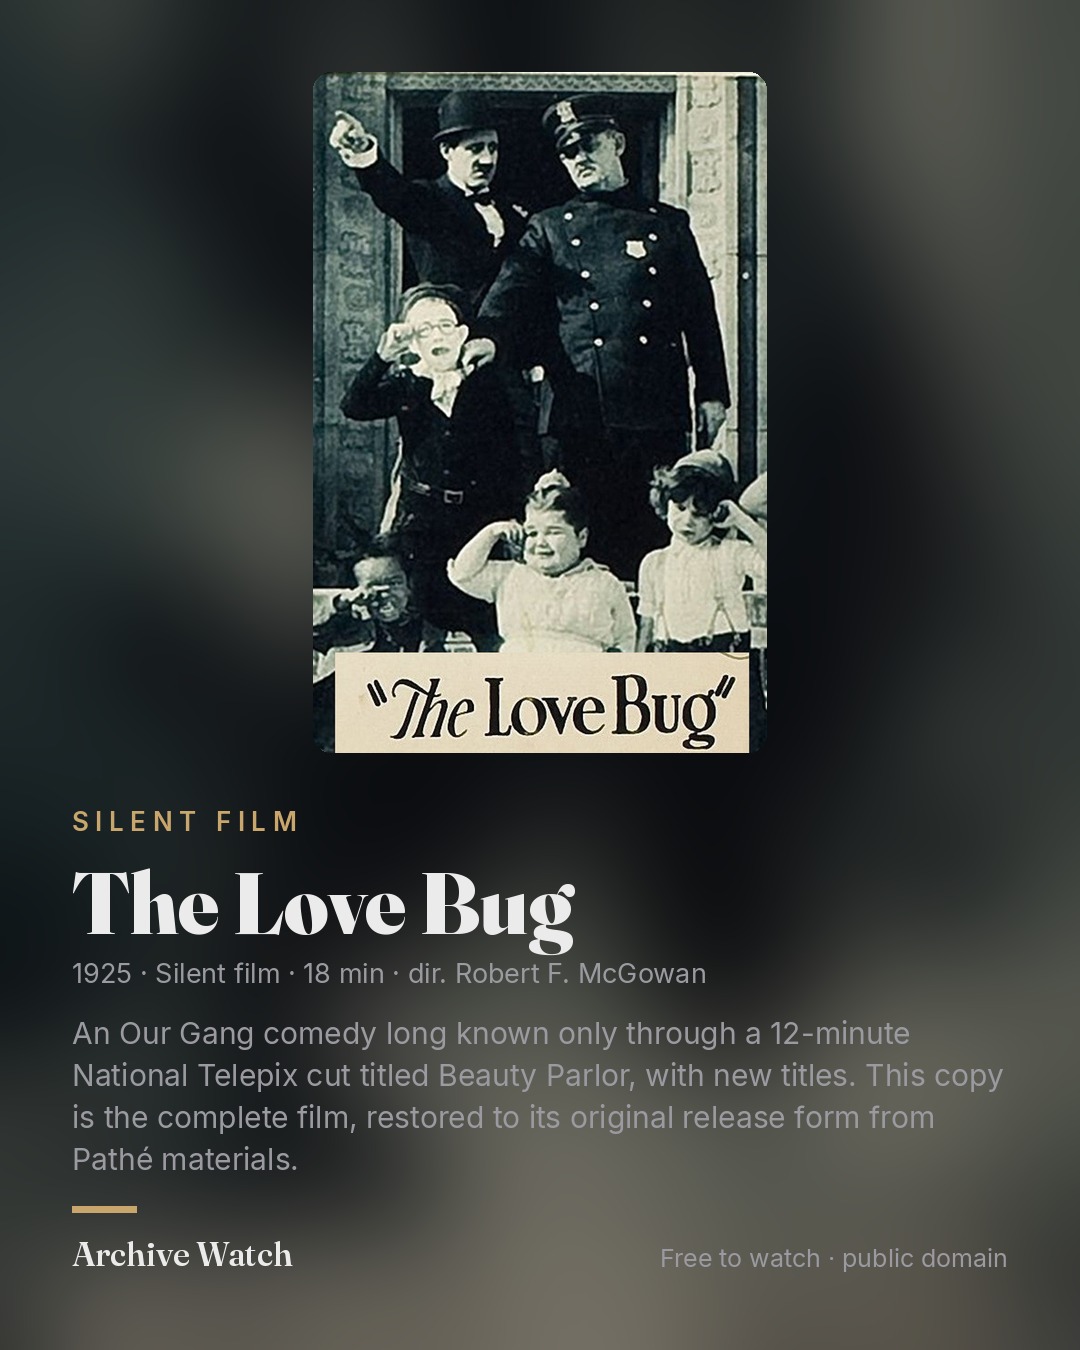 "The Love Bug"
SILENT FILM
The Love Bug
1925 · Silent film · 18 min · dir. Robert F. McGowan
An Our Gang comedy long known only through a 12-minute
National Telepix cut titled Beauty Parlor, with new titles. This copy
is the complete film, restored to its original release form from
Pathé materials.
Archive Watch
Free to watch · public domain